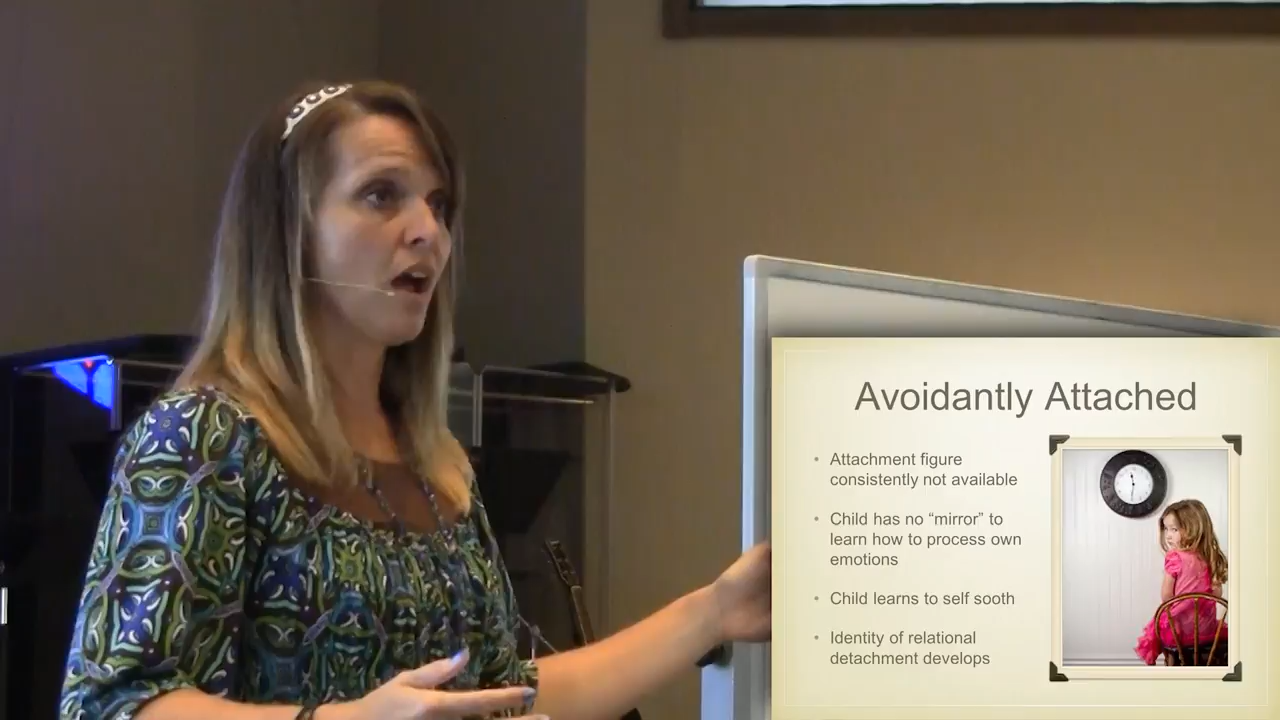 Avoidantly Attached
• Attachment figure
consistently not available
• Child has no “mirror” to
learn how to process own
emotions
• Child learns to self sooth
• Identity of relational
detachment develops